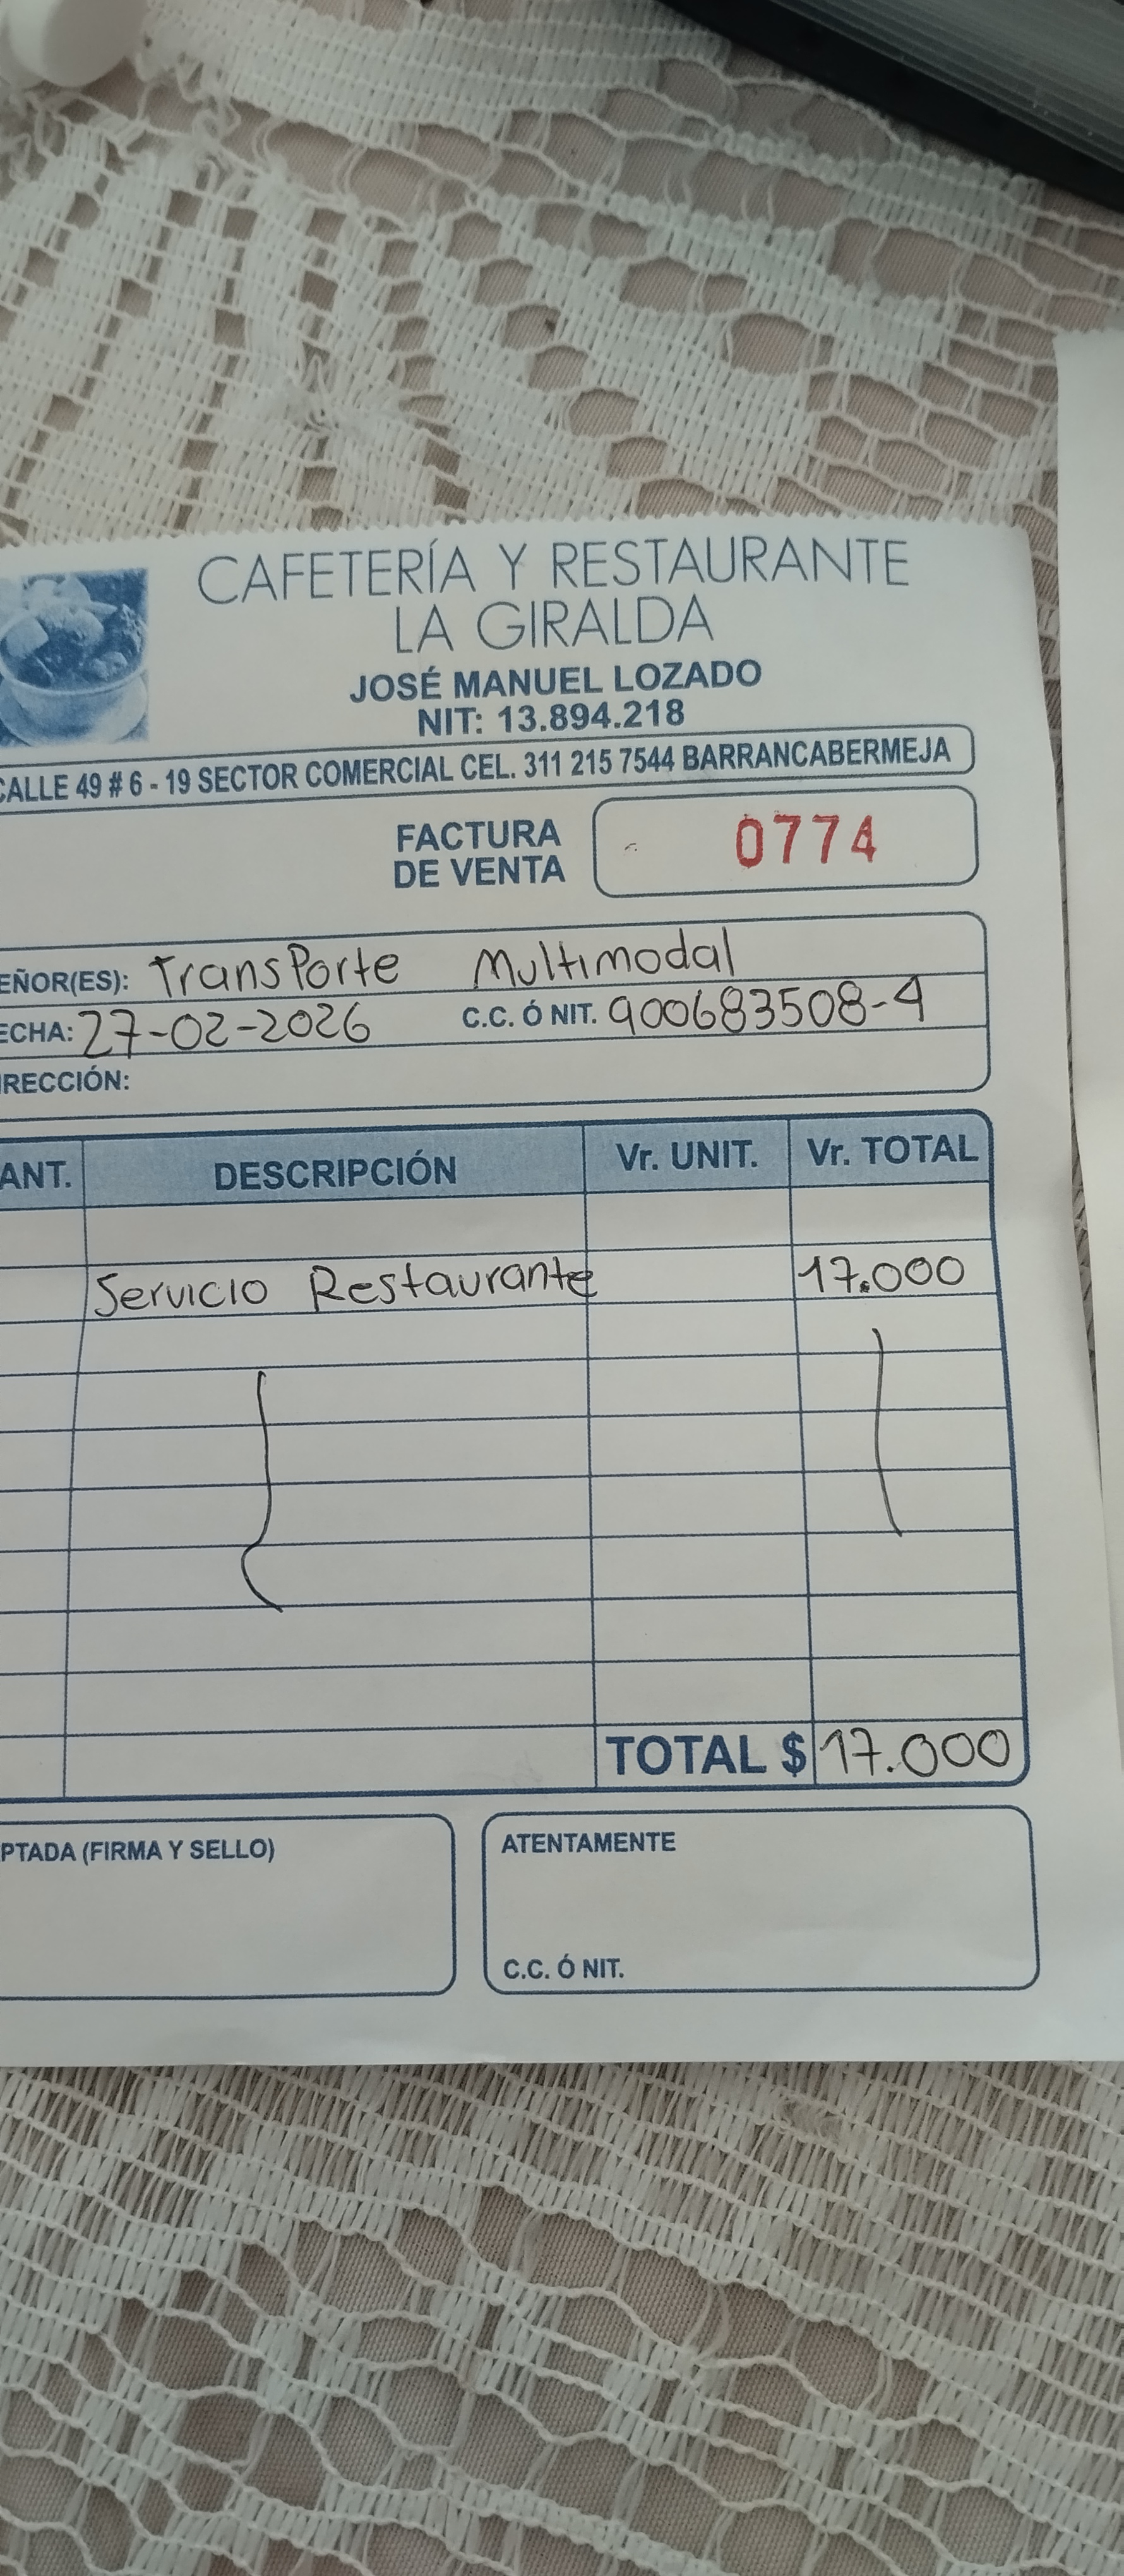 CAFETERÍA Y RESTAURANTE
LA GIRALDA
JOSÉ MANUEL LOZADO
NIT: 13.894.218
CALLE 49 # 6 - 19 SECTOR COMERCIAL CEL. 311 215 7544 BARRANCABERMEJA
FACTURA
DE VENTA
0774
EÑOR(ES): TransPorte Multimodal
ECHA: 27-02-2026 C.C. Ó NIT. 900683508-4
IRECCIÓN:
ANT. DESCRIPCIÓN Vr. UNIT. Vr. TOTAL
Servicio Restaurante 17.000
TOTAL $ 17.000
PTADA (FIRMA Y SELLO) ATENTAMENTE
C.C. Ó NIT.